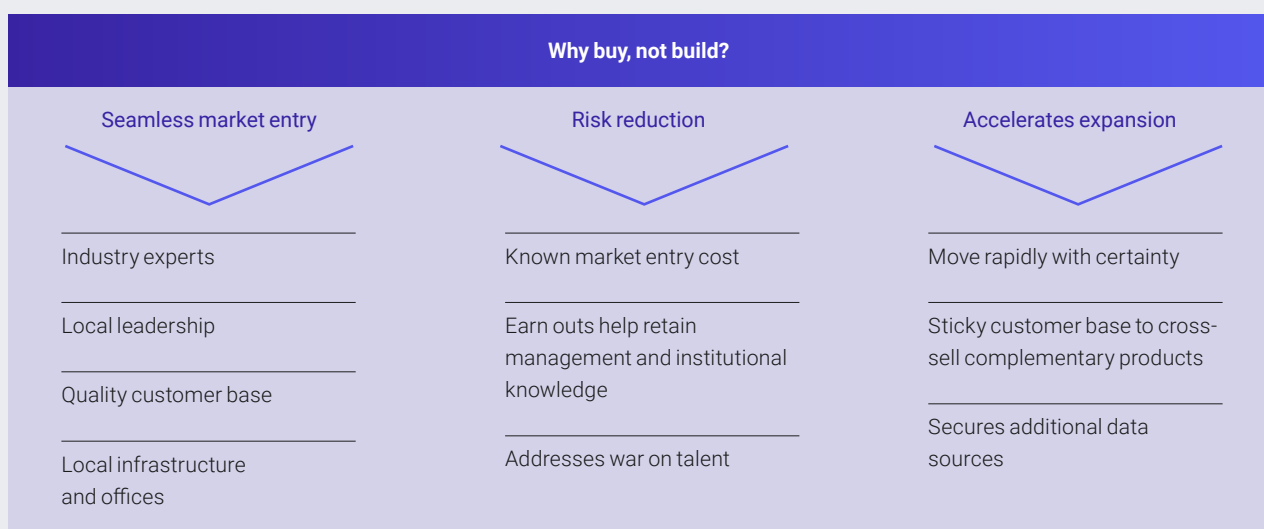 Why buy, not build?
Seamless market entry
Industry experts
Local leadership
Quality customer base
Local infrastructure
and offices
Risk reduction
Known market entry cost
Earn outs help retain
management and institutional
knowledge
Addresses war on talent
Accelerates expansion
Move rapidly with certainty
Sticky customer base to cross-
sell complementary products
Secures additional data
sources